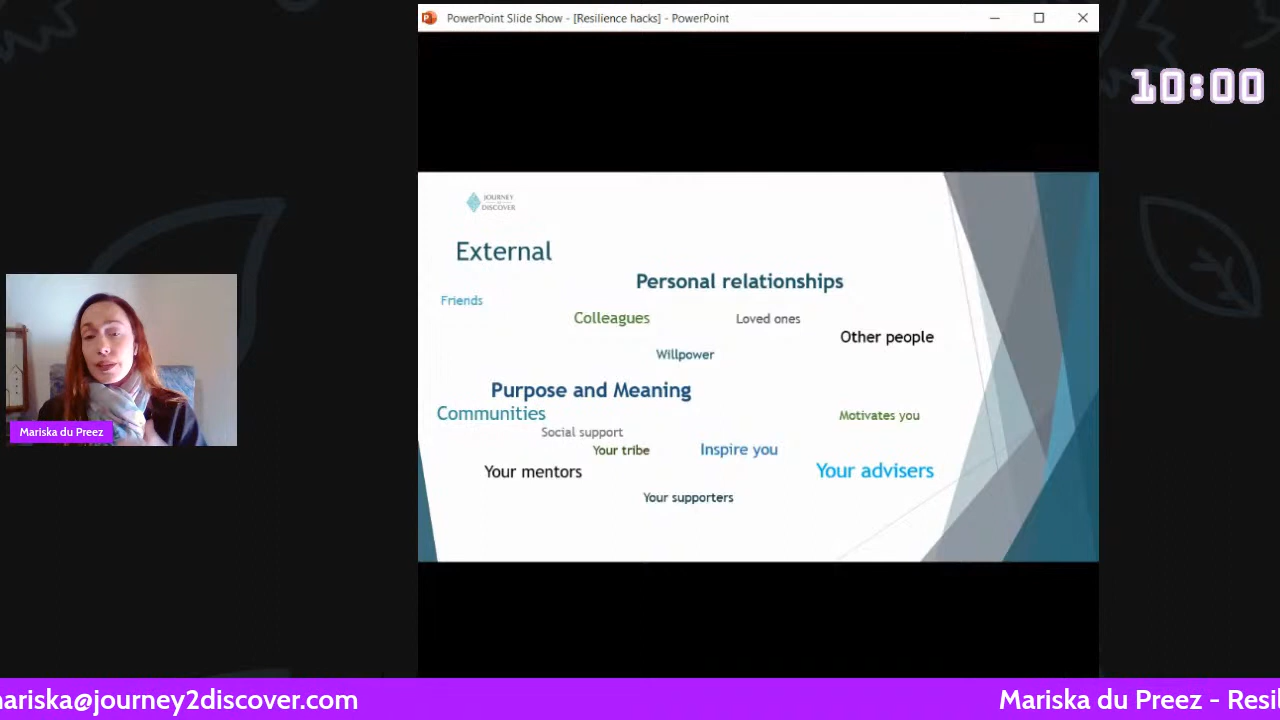 PowerPoint Slide Show - [Resilience hacks] - PowerPoint
10:00
JOURNEY
DISCOVER
External
Personal relationships
Friends
Colleagues
Loved ones
Other people
Willpower
Purpose and Meaning
Communities
Motivates you
Social support
Your tribe
Inspire you
Your mentors
Your advisers
Your supporters
Mariska du Preez
ariska@journey2discover.com
Mariska du Preez - Resil